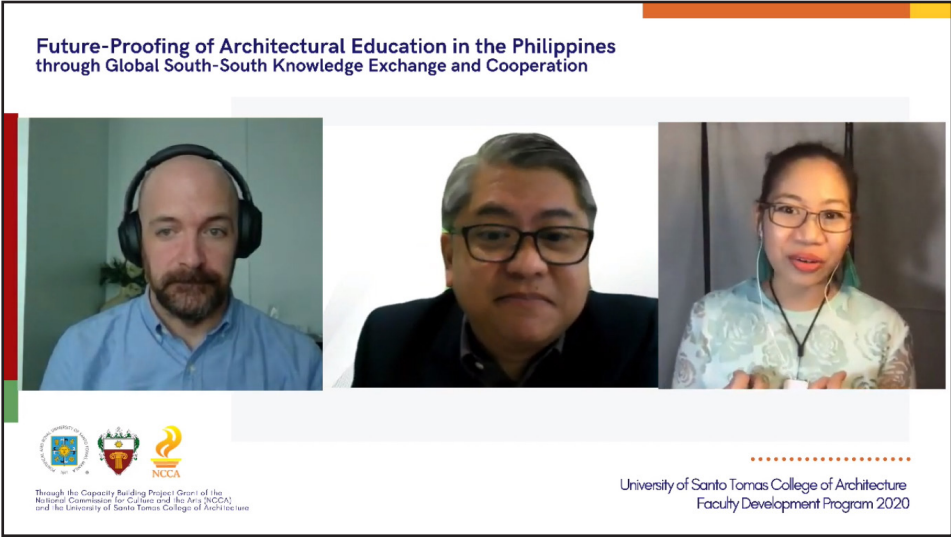 Future-Proofing of Architectural Education in the Philippines
through Global South-South Knowledge Exchange and Cooperation
NCCA
Through the Capacity Building Project Grant of the
National Commission for Culture and the Arts (NCCA)
and the University of Santo Tomas College of Architecture
University of Santo Tomas College of Architecture
Faculty Development Program 2020